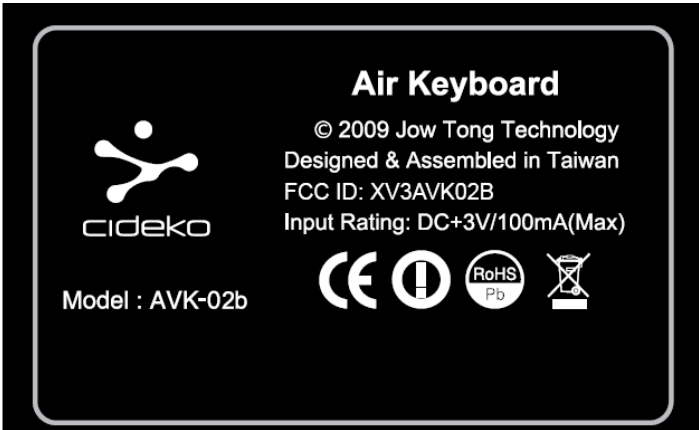 Air Keyboard
© 2009 Jow Tong Technology
Designed & Assembled in Taiwan
FCC ID: XV3AVK02B
Input Rating: DC+3V/100mA(Max)
cideko
Model : AVK-02b
CE
RoHS
Pb